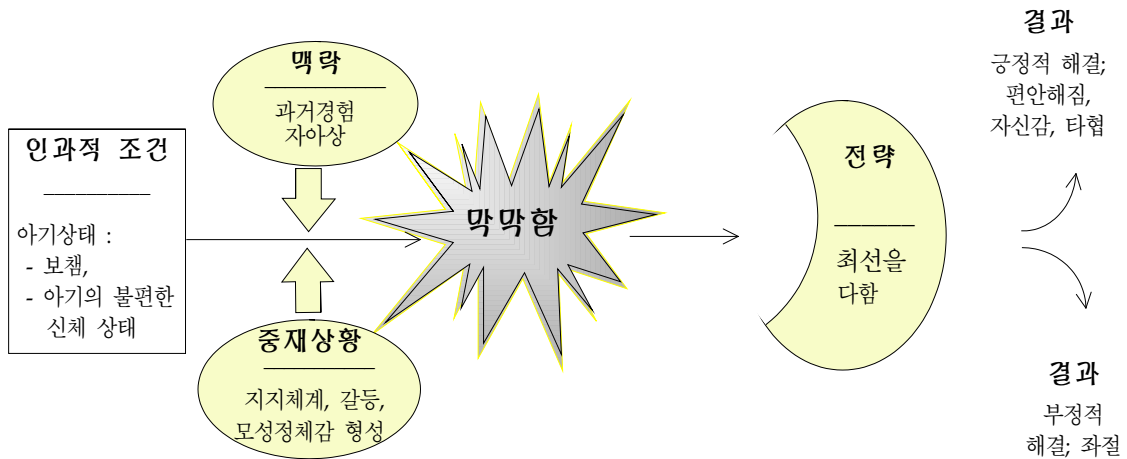 인과적 조건
아기상태 :
- 보챔,
- 아기의 불편한
신체 상태
맥락
과거경험
자아상
중재상황
지지체계, 갈등,
모성정체감 형성
막막함
전략
최선을
다함
결과
긍정적 해결;
편안해짐,
자신감, 타협
결과
부정적
해결; 좌절